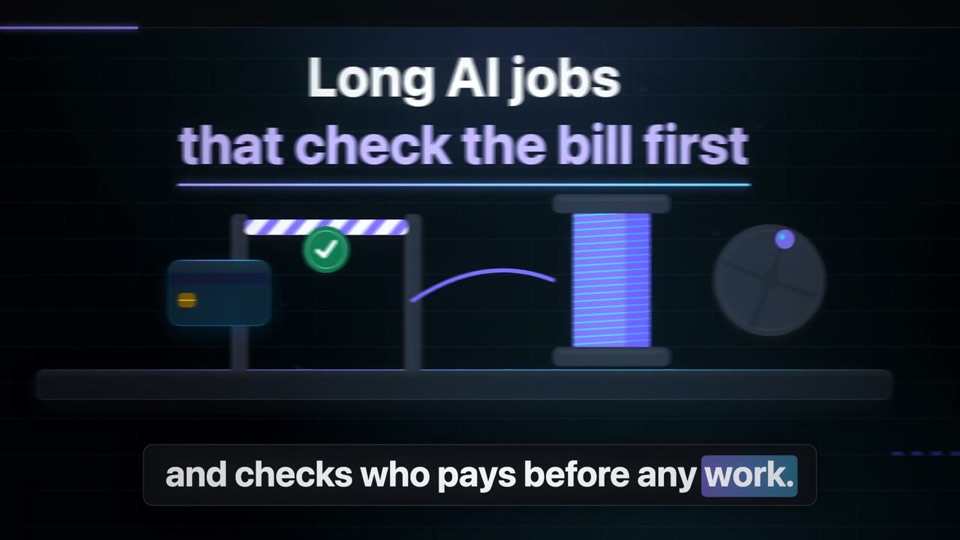 Long AI jobs
that check the bill first
and checks who pays before any work.